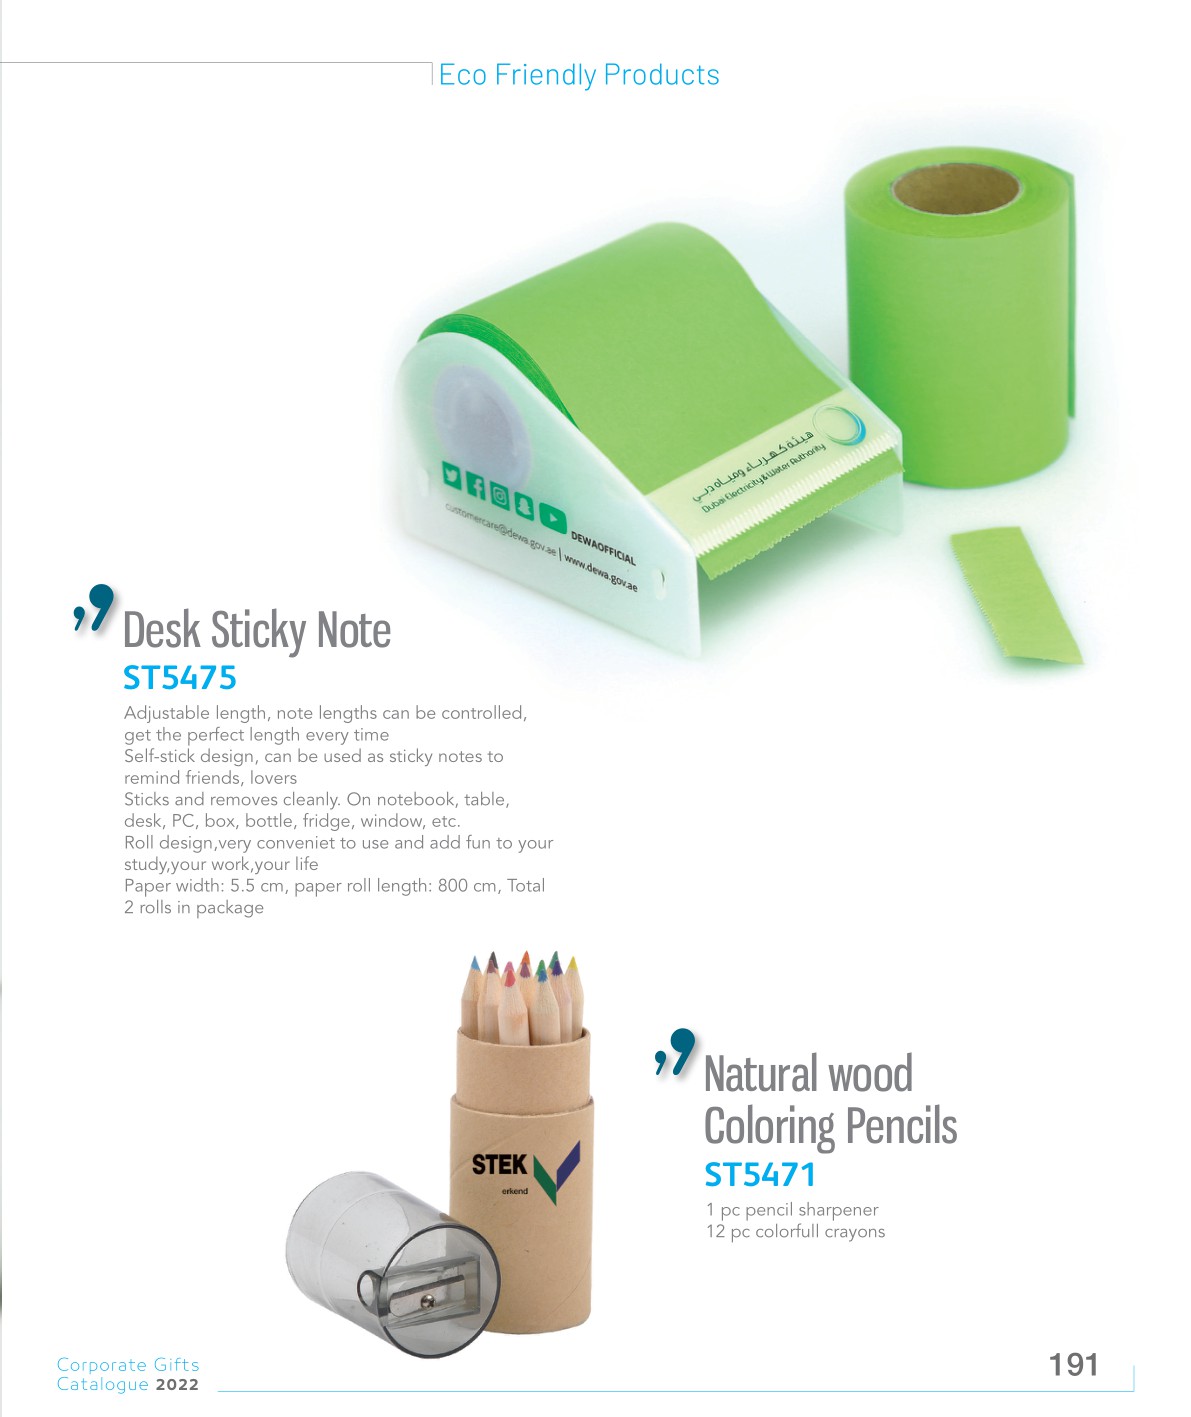 Eco Friendly Products
هيئة كهرباء ومياه دبي
Dubai Electricity & Water Authority
DEWAOFFICIAL
customercare@dewa.gov.ae | www.dewa.gov.ae
Desk Sticky Note
ST5475
Adjustable length, note lengths can be controlled,
get the perfect length every time
Self-stick design, can be used as sticky notes to
remind friends, lovers
Sticks and removes cleanly. On notebook, table,
desk, PC, box, bottle, fridge, window, etc.
Roll design,very conveniet to use and add fun to your
study,your work,your life
Paper width: 5.5 cm, paper roll length: 800 cm, Total
2 rolls in package
STEK
erkend
Natural wood
Coloring Pencils
ST5471
1 pc pencil sharpener
12 pc colorfull crayons
Corporate Gifts
Catalogue 2022
191